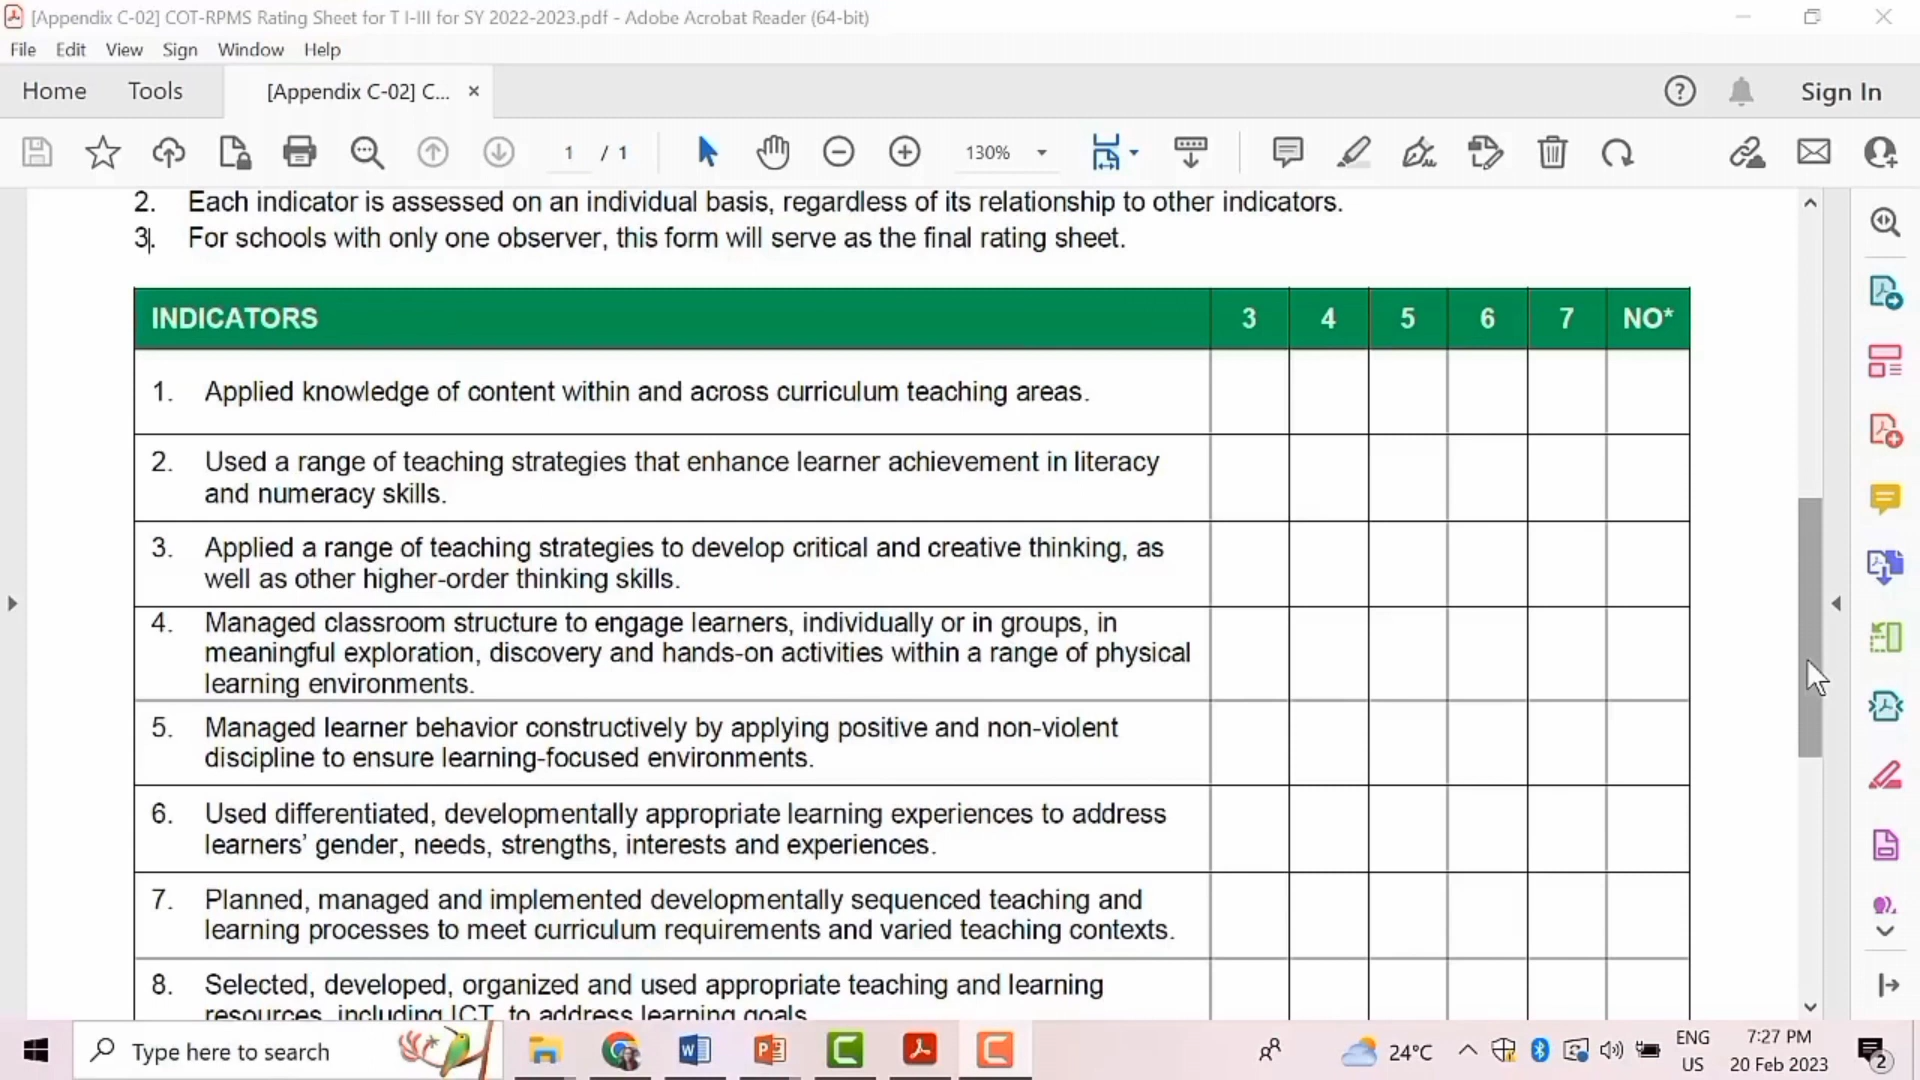 [Appendix C-02] COT-RPMS Rating Sheet for T I-III for SY 2022-2023.pdf - Adobe Acrobat Reader (64-bit)
File Edit View Sign Window Help
Home Tools [Appendix C-02] C... × Sign In
1 / 1 130%
2. Each indicator is assessed on an individual basis, regardless of its relationship to other indicators.
3. For schools with only one observer, this form will serve as the final rating sheet.
INDICATORS 3 4 5 6 7 NO*
1. Applied knowledge of content within and across curriculum teaching areas.
2. Used a range of teaching strategies that enhance learner achievement in literacy
and numeracy skills.
3. Applied a range of teaching strategies to develop critical and creative thinking, as
well as other higher-order thinking skills.
4. Managed classroom structure to engage learners, individually or in groups, in
meaningful exploration, discovery and hands-on activities within a range of physical
learning environments.
5. Managed learner behavior constructively by applying positive and non-violent
discipline to ensure learning-focused environments.
6. Used differentiated, developmentally appropriate learning experiences to address
learners’ gender, needs, strengths, interests and experiences.
7. Planned, managed and implemented developmentally sequenced teaching and
learning processes to meet curriculum requirements and varied teaching contexts.
8. Selected, developed, organized and used appropriate teaching and learning
resources, including ICT, to address learning goals.
Type here to search 24°C ENG 7:27 PM
US 20 Feb 2023 2